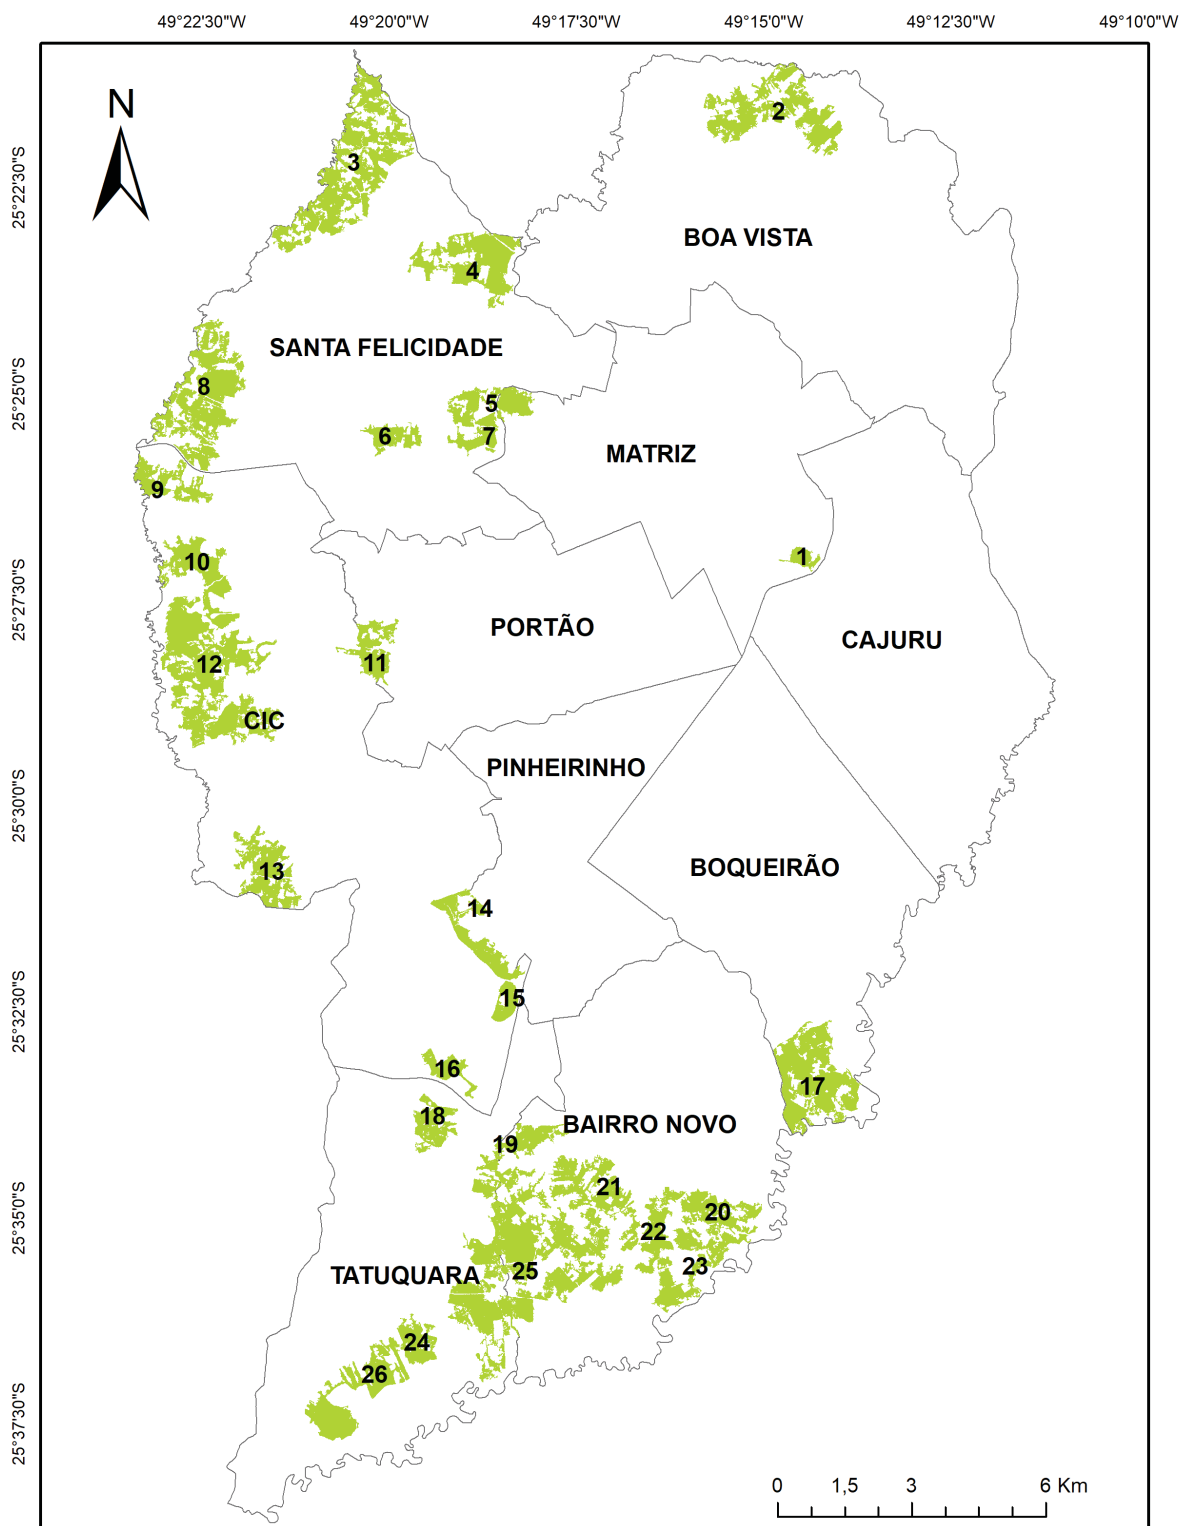 49°22'30"W 49°20'0"W 49°17'30"W 49°15'0"W 49°12'30"W 49°10'0"W
N
2
3
25°22'30"S
BOA VISTA
4
SANTA FELICIDADE
25°25'0"S
8
5
6
7
MATRIZ
9
1
10
25°27'30"S
PORTÃO
CAJURU
11
12
CIC
PINHEIRINHO
25°30'0"S
13
BOQUEIRÃO
14
15
25°32'30"S
16
17
18
BAIRRO NOVO
19
21
20
25°35'0"S
22
23
25
TATUQUARA
24
26
25°37'30"S
0 1,5 3 6 Km